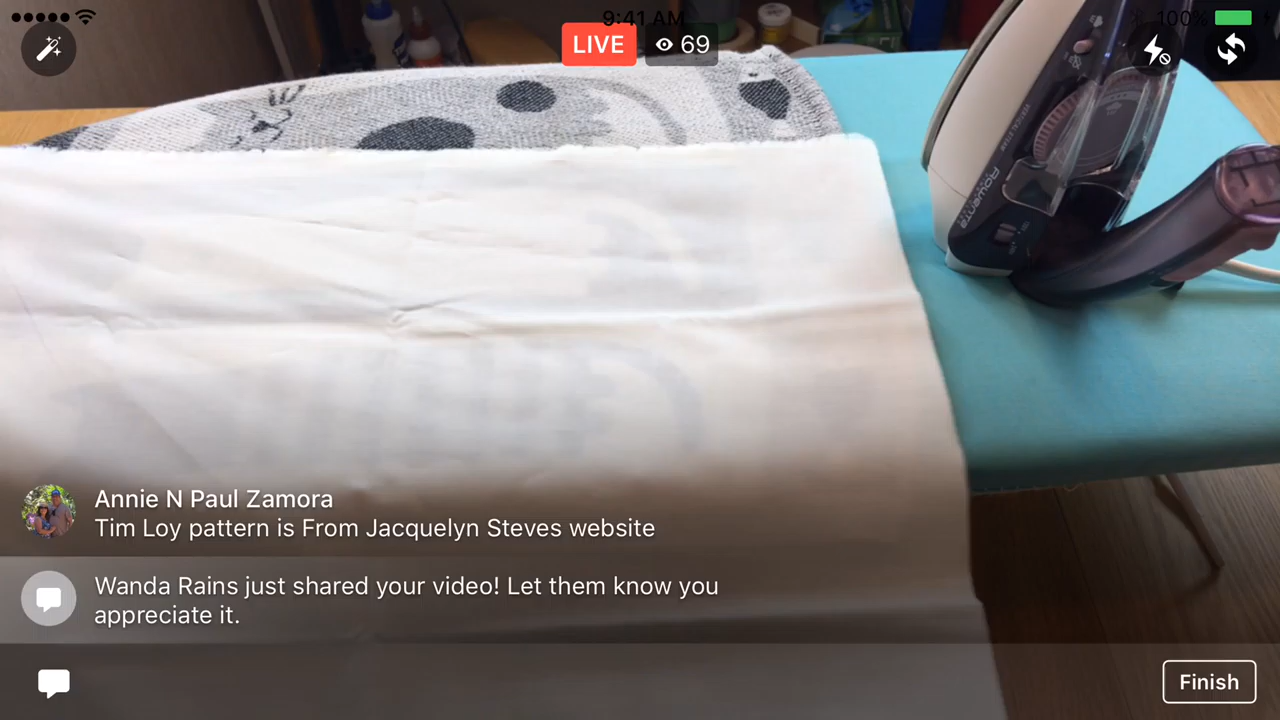 9:41 AM
100%
LIVE
69
Rowenta
Annie N Paul Zamora
Tim Loy pattern is From Jacquelyn Steves website
Wanda Rains just shared your video! Let them know you
appreciate it.
Finish